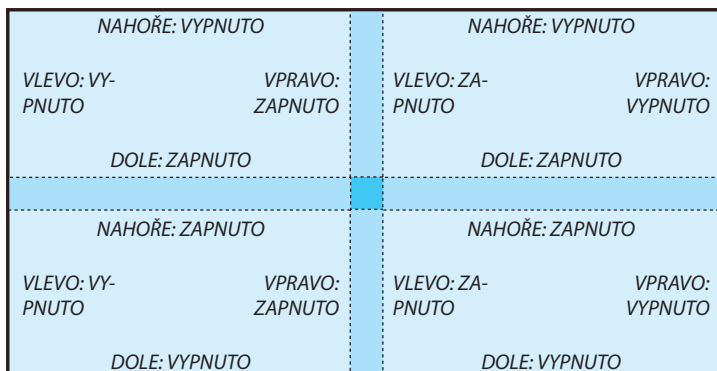 NAHOŘE: VYPNUTO
NAHOŘE: VYPNUTO
VLEVO: VY-
PNUTO
VPRAVO:
ZAPNUTO
VLEVO: ZA-
PNUTO
VPRAVO:
VYPNUTO
DOLE: ZAPNUTO
DOLE: ZAPNUTO
NAHOŘE: ZAPNUTO
NAHOŘE: ZAPNUTO
VLEVO: VY-
PNUTO
VPRAVO:
ZAPNUTO
VLEVO: ZA-
PNUTO
VPRAVO:
VYPNUTO
DOLE: VYPNUTO
DOLE: VYPNUTO